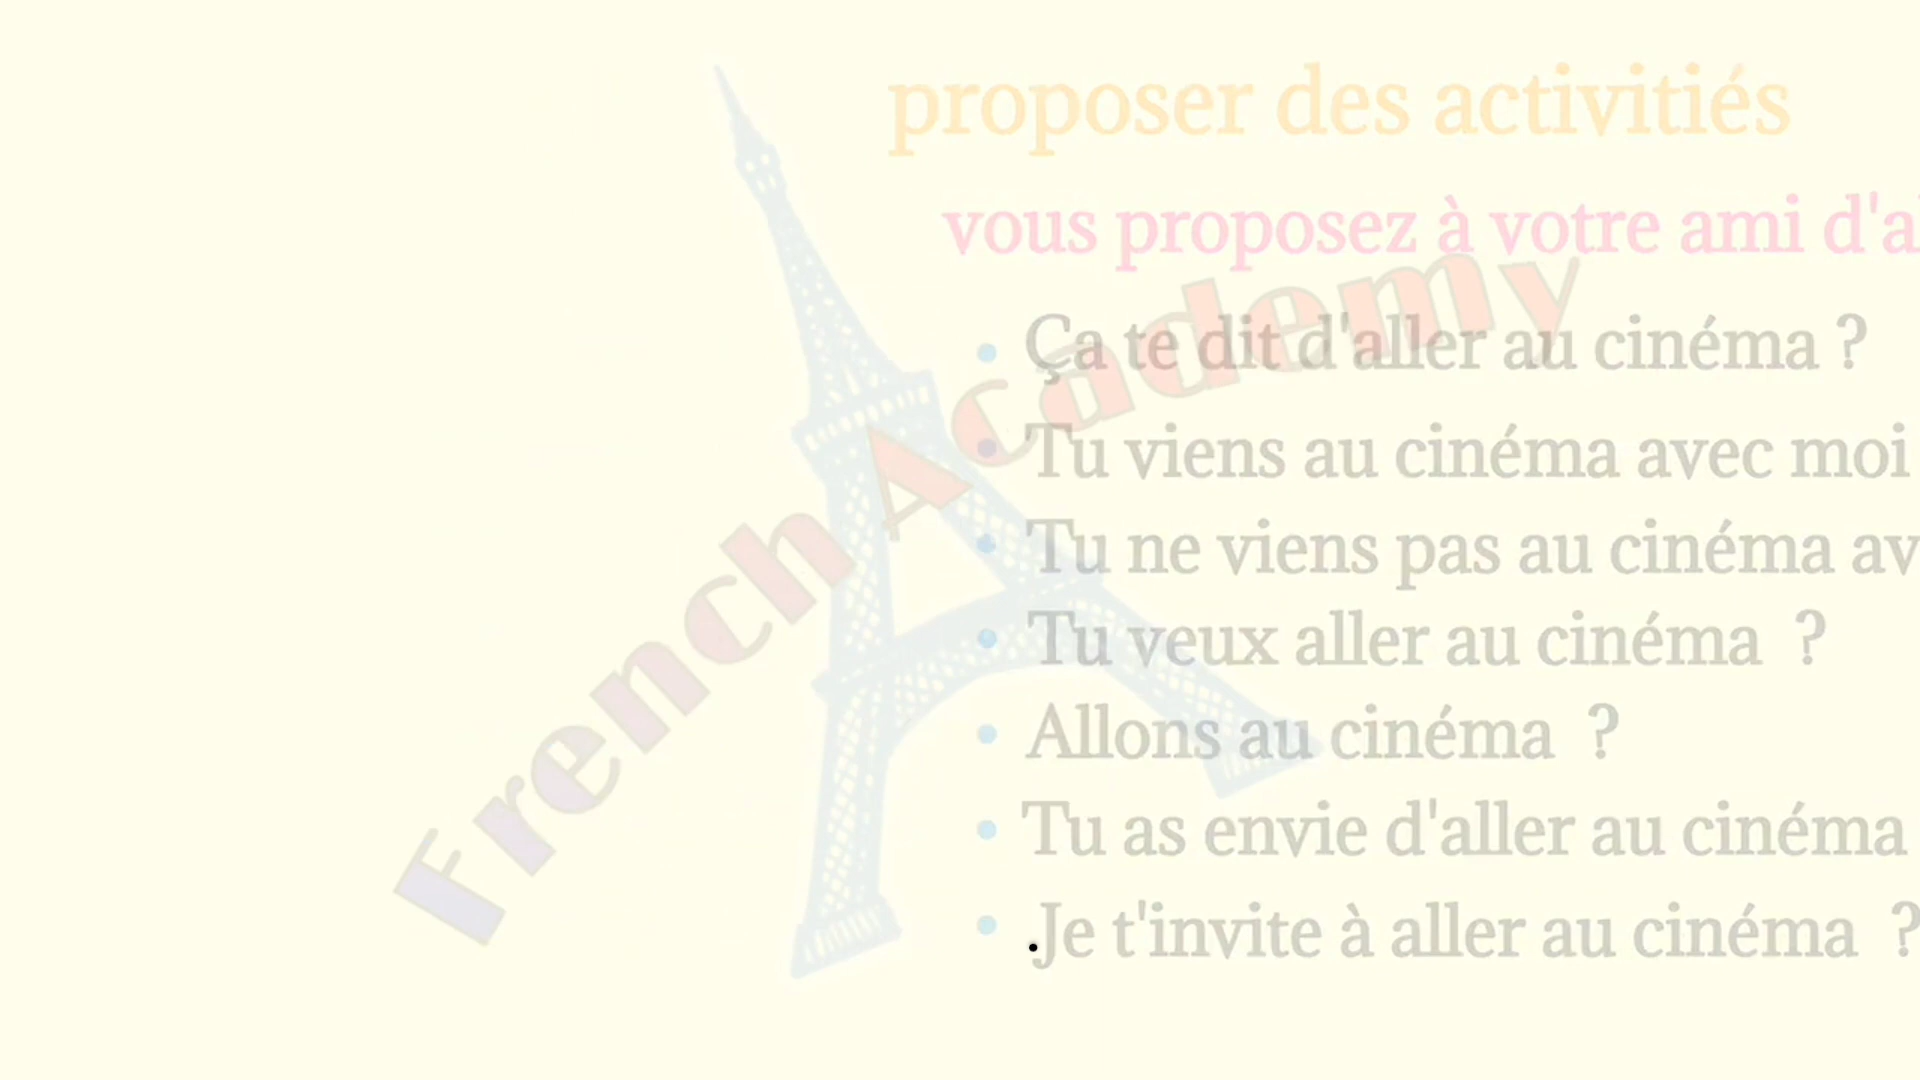 proposer des activitiés
vous proposez à votre ami d'al
Ça te dit d'aller au cinéma ?
Tu viens au cinéma avec moi
Tu ne viens pas au cinéma av
Tu veux aller au cinéma ?
Allons au cinéma ?
Tu as envie d'aller au cinéma
.Je t'invite à aller au cinéma ?
French Academy